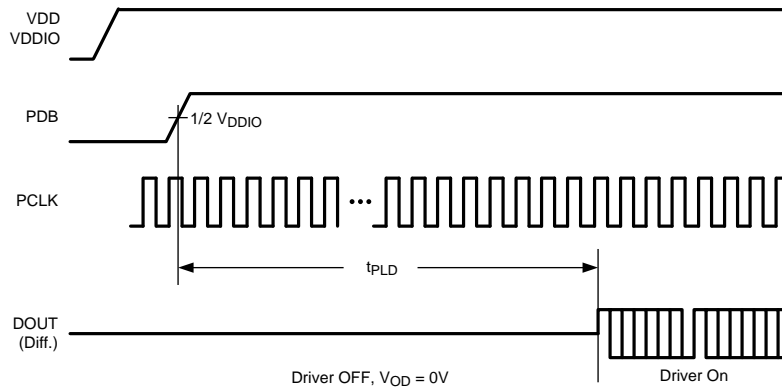 VDD
VDDIO
PDB
1/2 VDDIO
PCLK
•••
tPLD
DOUT
(Diff.)
Driver OFF, VOD = 0V
Driver On